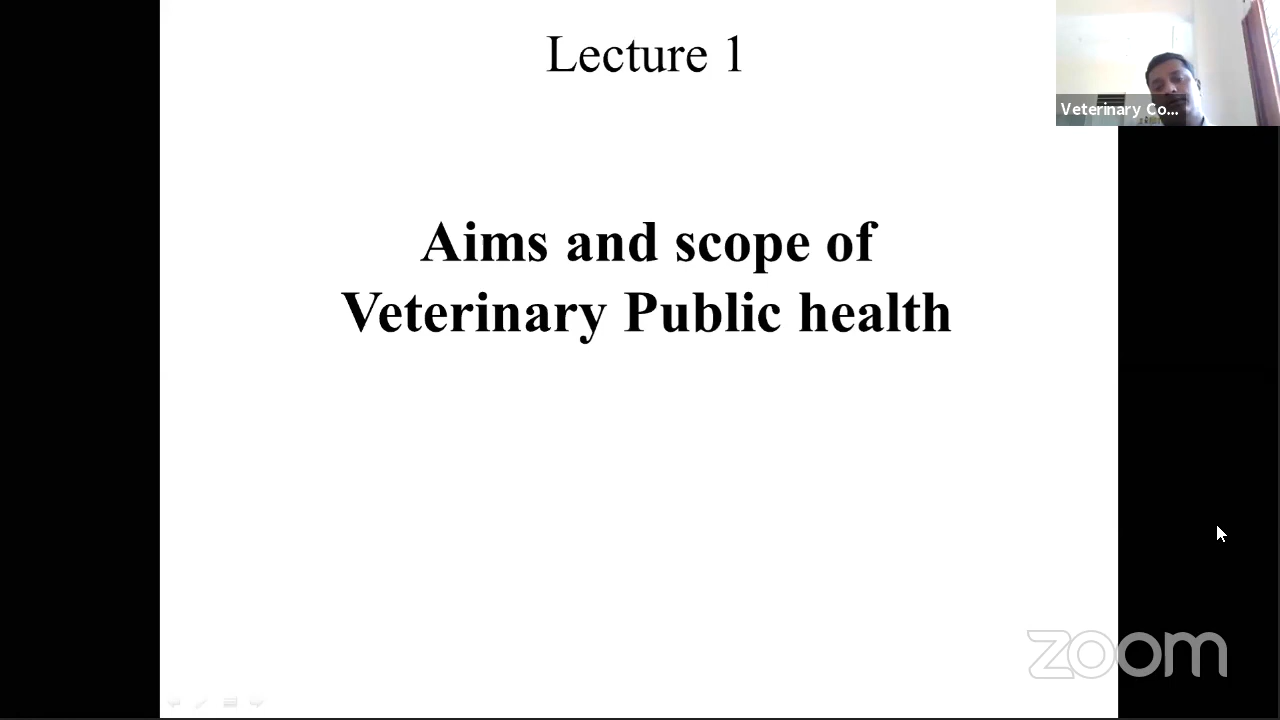 Lecture 1
Veterinary Co...
Aims and scope of
Veterinary Public health
zoom